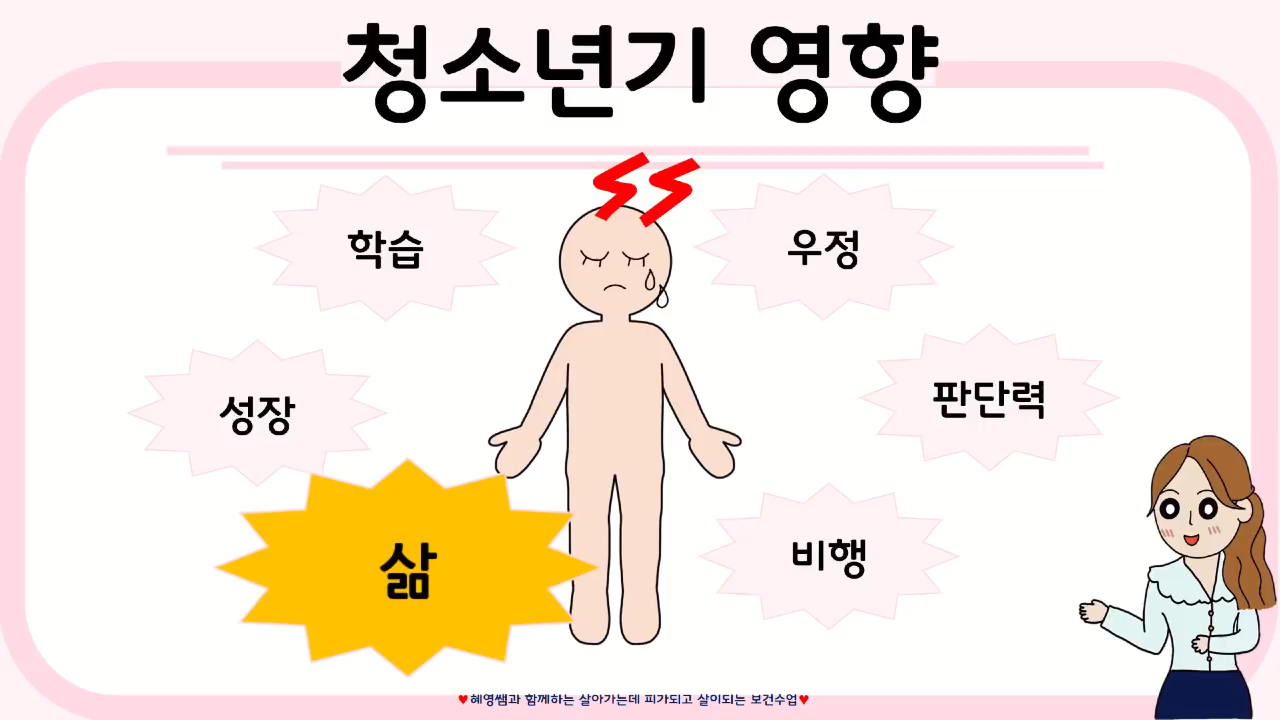 청소년기 영향
학습
우정
성장
판단력
삶
비행
♥혜영쌤과 함께하는 살아가는데 피가되고 살이되는 보건수업♥